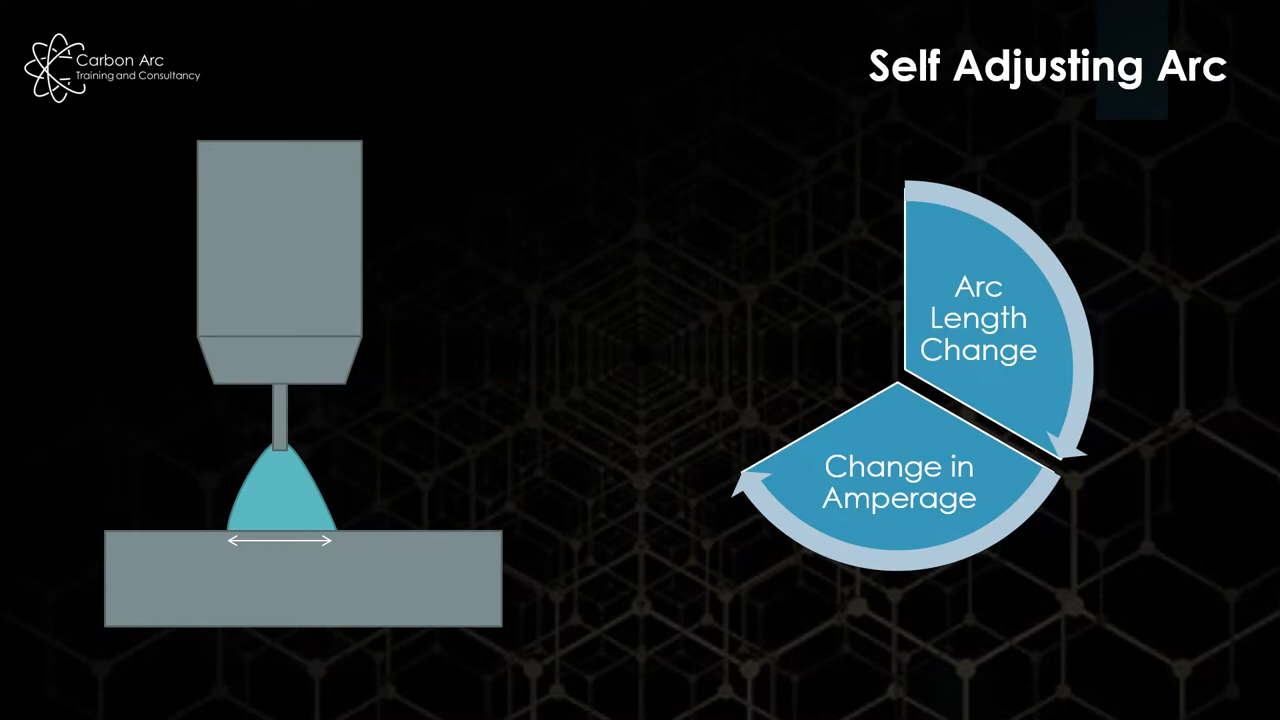 Carbon Arc
Training and Consultancy
Self Adjusting Arc
Arc
Length
Change
Change in
Amperage